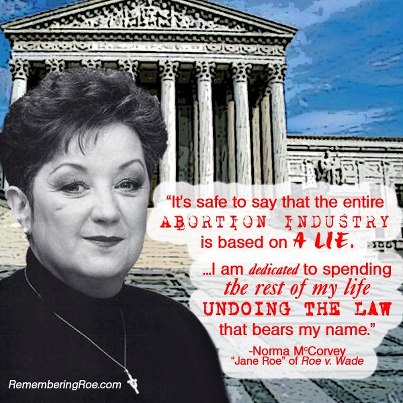 “It's safe to say that the entire
ABORTION INDUSTRY
is based on A LIE.
...I am dedicated to spending
the rest of my life
UNDOING THE LAW
that bears my name.”
-Norma McCorvey
“Jane Roe” of Roe v. Wade
RememberingRoe.com